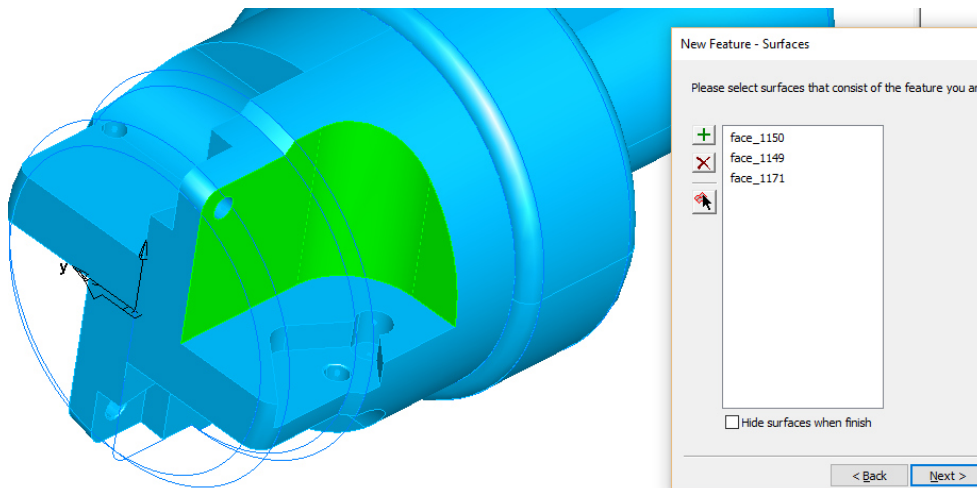 New Feature - Surfaces
Please select surfaces that consist of the feature you ar
face_1150
face_1149
face_1171
y
Hide surfaces when finish
< Back
Next >